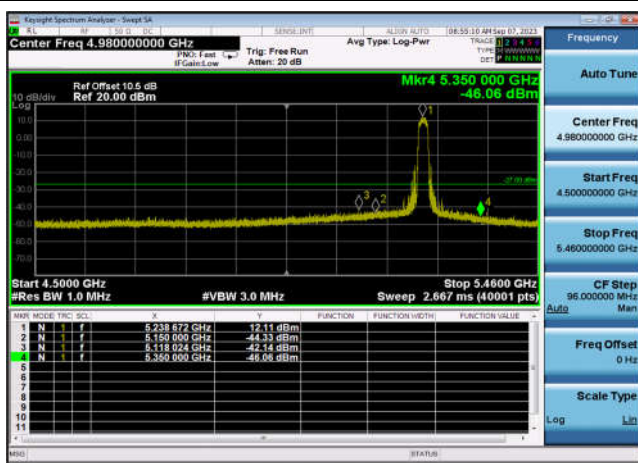 Keysight Spectrum Analyzer - Swept SA
RL RF 50 Ω DC SENSE:INT ALIGN AUTO 08:55:10 AM Sep 07, 2023
Center Freq 4.980000000 GHz
PNO: Fast
IFGain:Low
Trig: Free Run
Atten: 20 dB
Avg Type: Log-Pwr
TRACE 1 2 3 4 5 6
TYPE
DET P N N N N N
Ref Offset 10.5 dB
10 dB/div Ref 20.00 dBm
Log
Mkr4 5.350 000 GHz
-46.06 dBm
10.0
0.00
-10.0
-20.0
-30.0
-40.0
-50.0
-60.0
-70.0
1
3
2
4
-27.00 dBm
Start 4.5000 GHz
Stop 5.4600 GHz
#Res BW 1.0 MHz
#VBW 3.0 MHz
Sweep 2.667 ms (40001 pts)
MKR MODE TRC SCL X Y FUNCTION FUNCTION WIDTH FUNCTION VALUE
1 N 1 f 5.238 672 GHz 12.11 dBm
2 N 1 f 5.150 000 GHz -44.33 dBm
3 N 1 f 5.118 024 GHz -42.14 dBm
4 N 1 f 5.350 000 GHz -46.06 dBm
5
6
7
8
9
10
11
MSG
STATUS
Frequency
Auto Tune
Center Freq
4.980000000 GHz
Start Freq
4.500000000 GHz
Stop Freq
5.460000000 GHz
CF Step
96.000000 MHz
Auto Man
Freq Offset
0 Hz
Scale Type
Log Lin